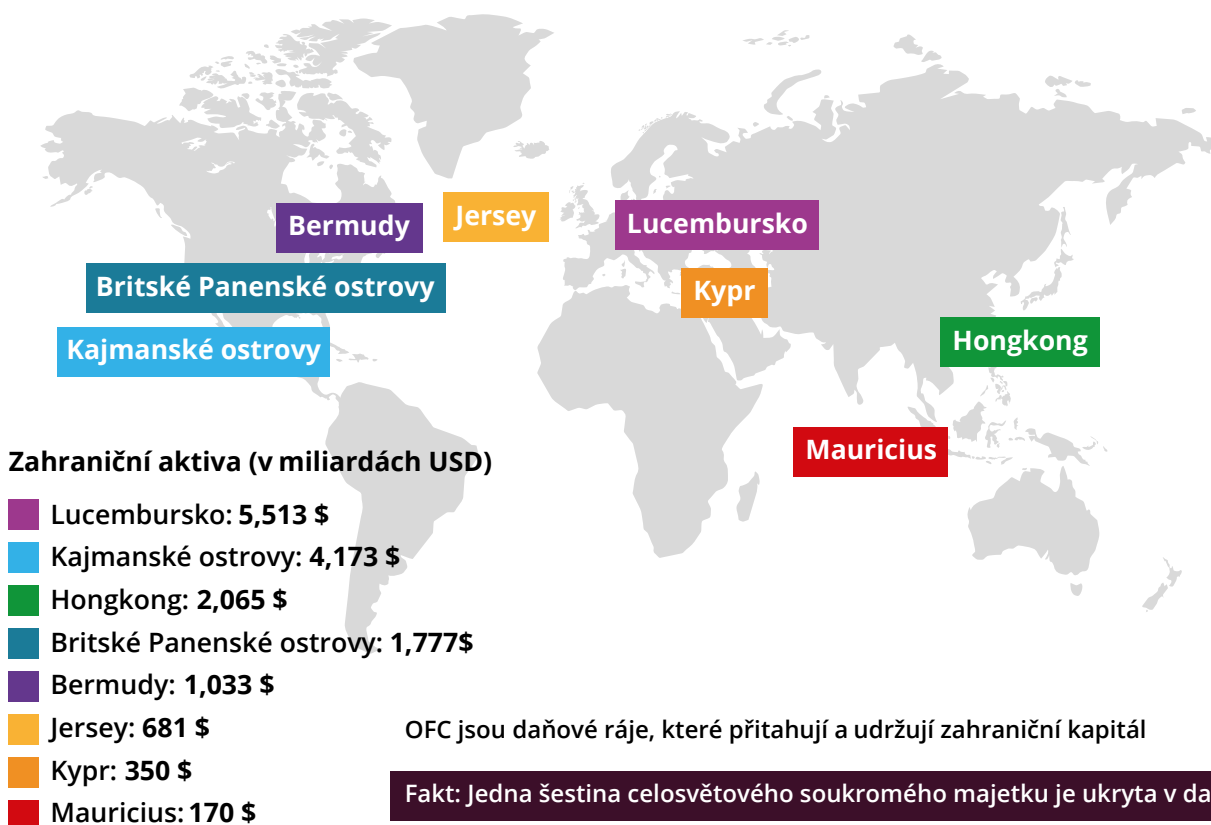 Bermudy
Jersey
Lucembursko
Britské Panenské ostrovy
Kypr
Kajmanské ostrovy
Hongkong
Mauricius
Zahraniční aktiva (v miliardách USD)
Lucembursko: 5,513 $
Kajmanské ostrovy: 4,173 $
Hongkong: 2,065 $
Britské Panenské ostrovy: 1,777$
Bermudy: 1,033 $
Jersey: 681 $
Kypr: 350 $
Mauricius: 170 $
OFC jsou daňové ráje, které přitahují a udržují zahraniční kapitál
Fakt: Jedna šestina celosvětového soukromého majetku je ukryta v da